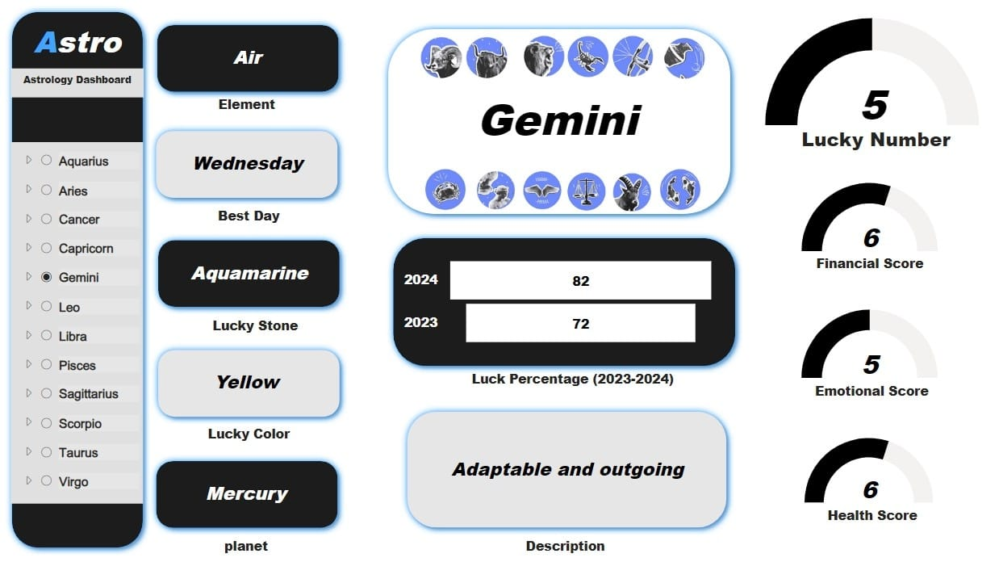 Astro
Astrology Dashboard
Aquarius
Aries
Cancer
Capricorn
Gemini
Leo
Libra
Pisces
Sagittarius
Scorpio
Taurus
Virgo
Air
Element
Wednesday
Best Day
Aquamarine
Lucky Stone
Yellow
Lucky Color
Mercury
planet
Gemini
2024 82
2023 72
Luck Percentage (2023-2024)
Adaptable and outgoing
Description
5
Lucky Number
6
Financial Score
5
Emotional Score
6
Health Score